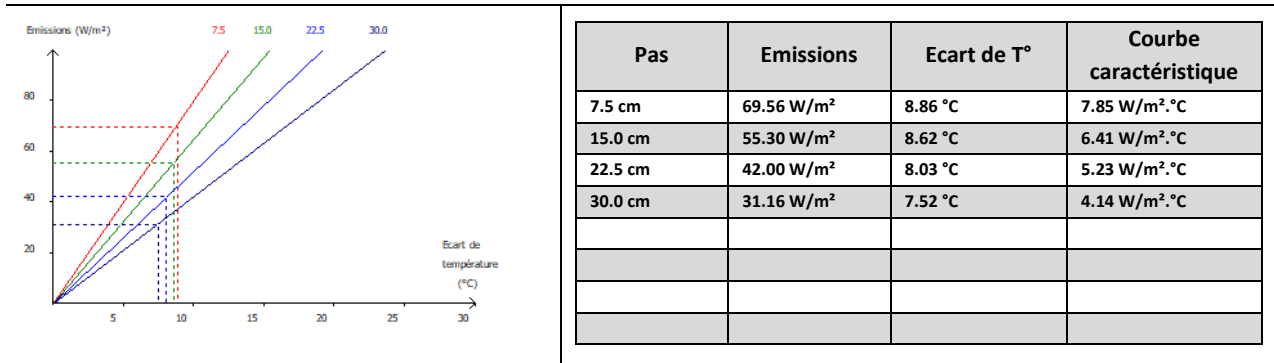 Emissions (W/m²) 7.5 15.0 22.5 30.0
80
60
40
20
Ecart de
température
(°C)
5 10 15 20 25 30
Pas Emissions Ecart de T° Courbe caractéristique
7.5 cm 69.56 W/m² 8.86 °C 7.85 W/m².°C
15.0 cm 55.30 W/m² 8.62 °C 6.41 W/m².°C
22.5 cm 42.00 W/m² 8.03 °C 5.23 W/m².°C
30.0 cm 31.16 W/m² 7.52 °C 4.14 W/m².°C